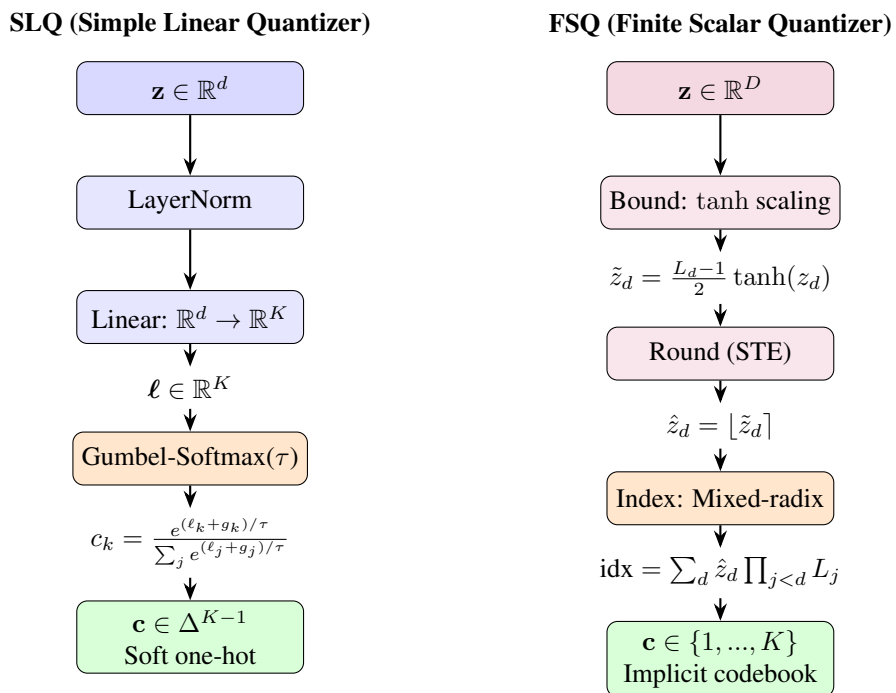 SLQ (Simple Linear Quantizer)
z ∈ ℝ^d
LayerNorm
Linear: ℝ^d → ℝ^K
ℓ ∈ ℝ^K
Gumbel-Softmax(τ)
c_k = e^{(ℓ_k+g_k)/τ} / ∑_j e^{(ℓ_j+g_j)/τ}
c ∈ Δ^{K−1}
Soft one-hot
FSQ (Finite Scalar Quantizer)
z ∈ ℝ^D
Bound: tanh scaling
z̃_d = (L_d−1)/2 tanh(z_d)
Round (STE)
ẑ_d = ⌊z̃_d⌉
Index: Mixed-radix
idx = ∑_d ẑ_d ∏_{j<d} L_j
c ∈ {1, ..., K}
Implicit codebook